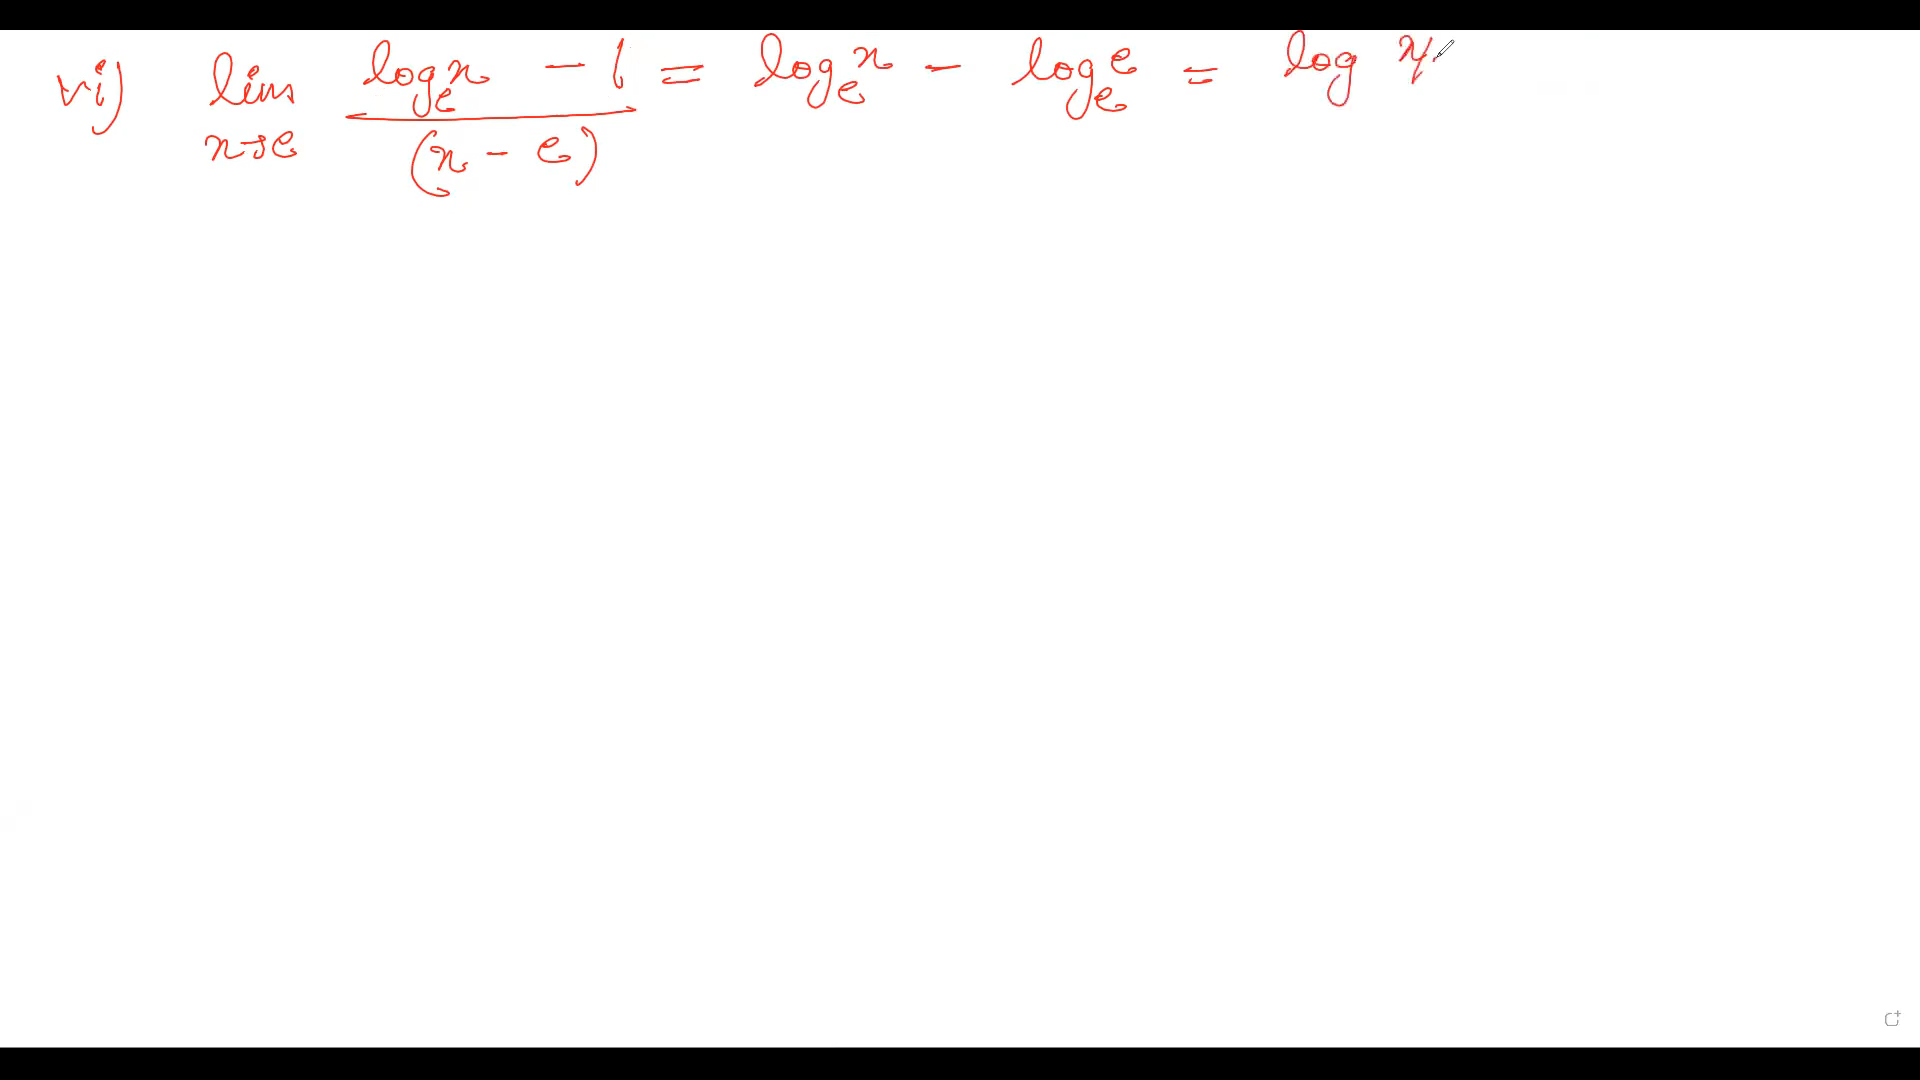 vi) lim x→e (logₑx − 1)/(x − e) = logₑx − logₑe = log x/